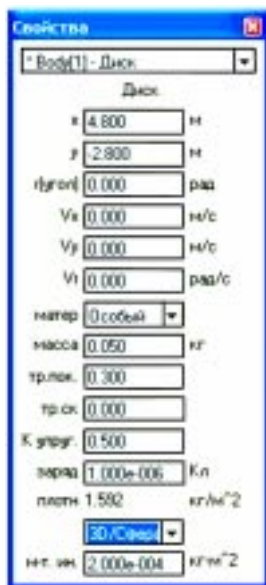 Свойства
* Body[1] - Диск
Диск
x 4.800 м
y -2.800 м
r[угол] 0.000 рад
Vx 0.000 м/с
Vy 0.000 м/с
Vr 0.000 рад/с
матер Особый
масса 0.050 кг
тр.пок. 0.300
тр.ск 0.000
К упруг. 0.500
заряд 1.000e-006 Кл
плотн 1.592 кг/м^2
3D/Сфера
м-т. ин. 2.000e-004 кг·м^2